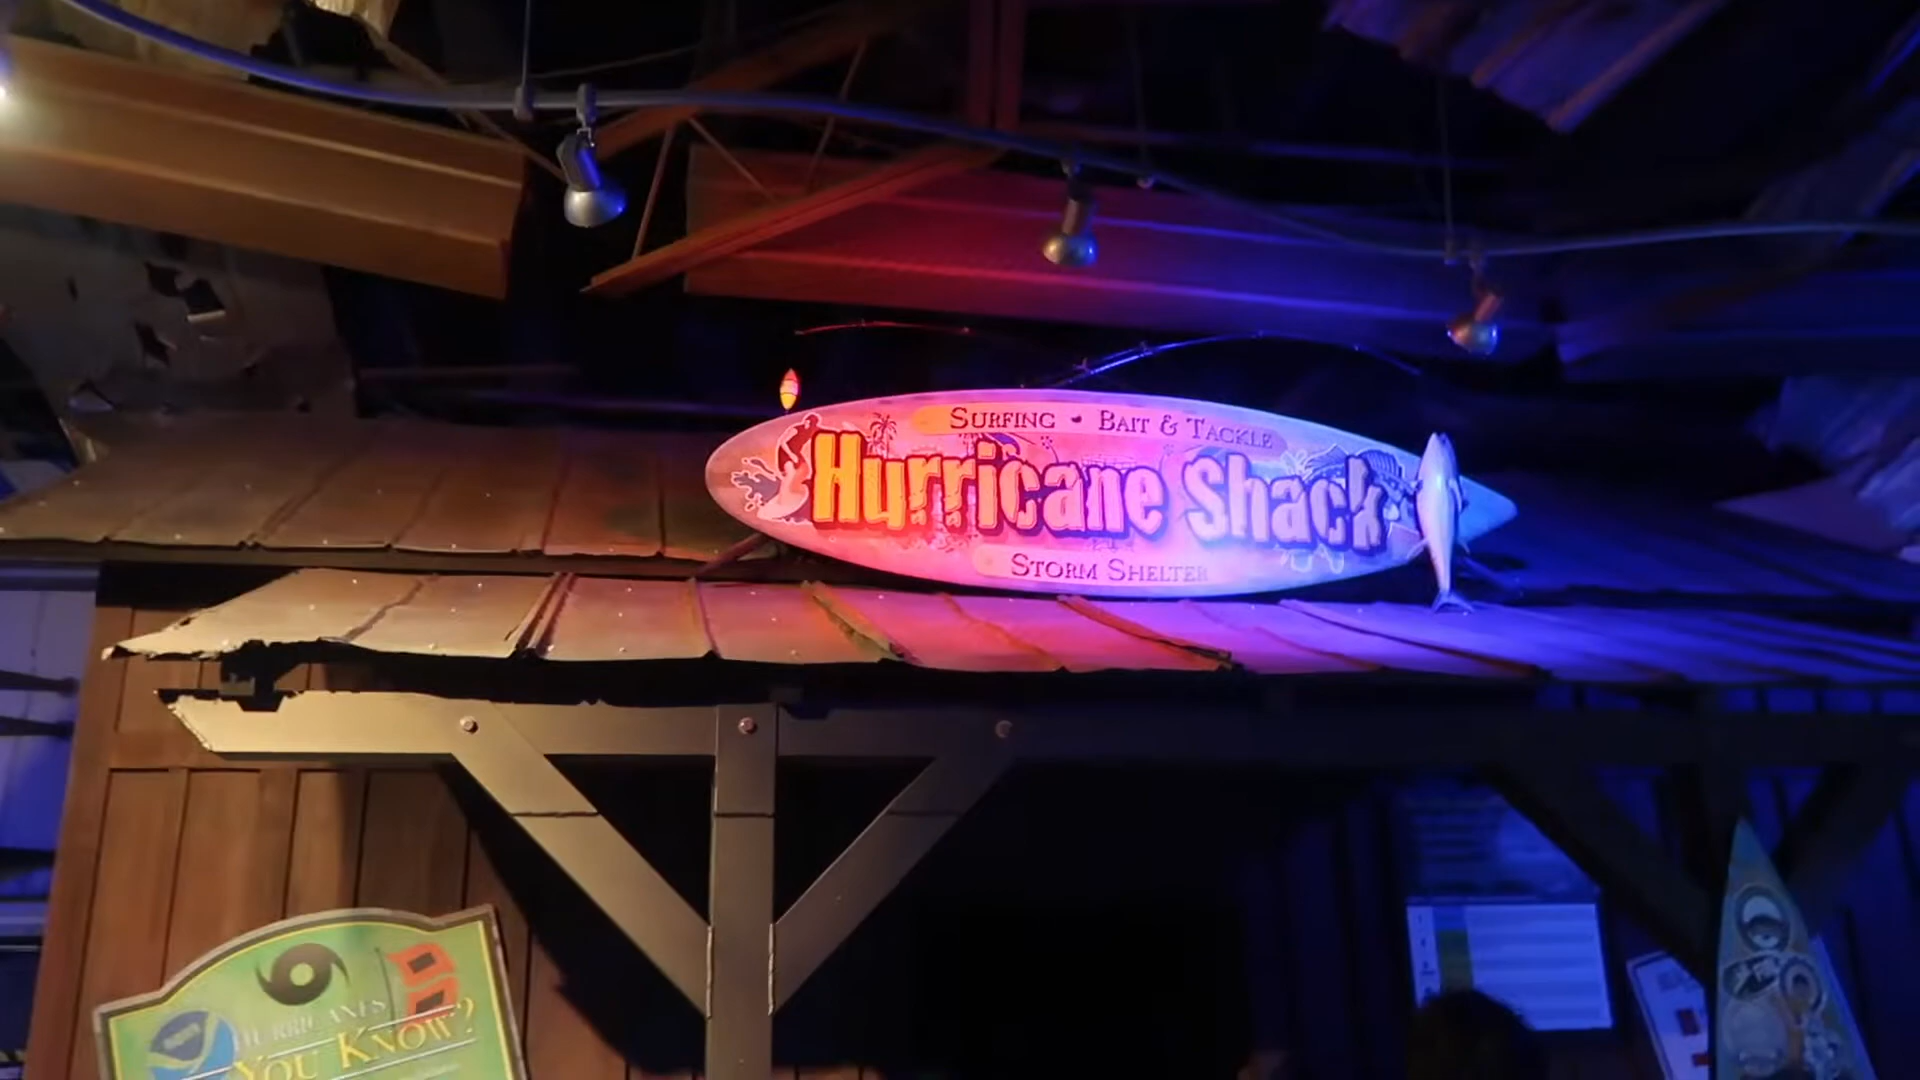 Surfing • Bait & Tackle
Hurricane Shack
Storm Shelter
Hurricanes
You Know?